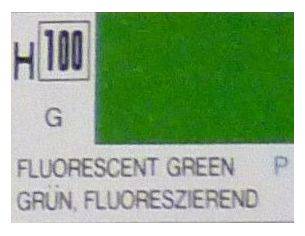 H 100
G
FLUORESCENT GREEN P
GRÜN, FLUORESZIEREND